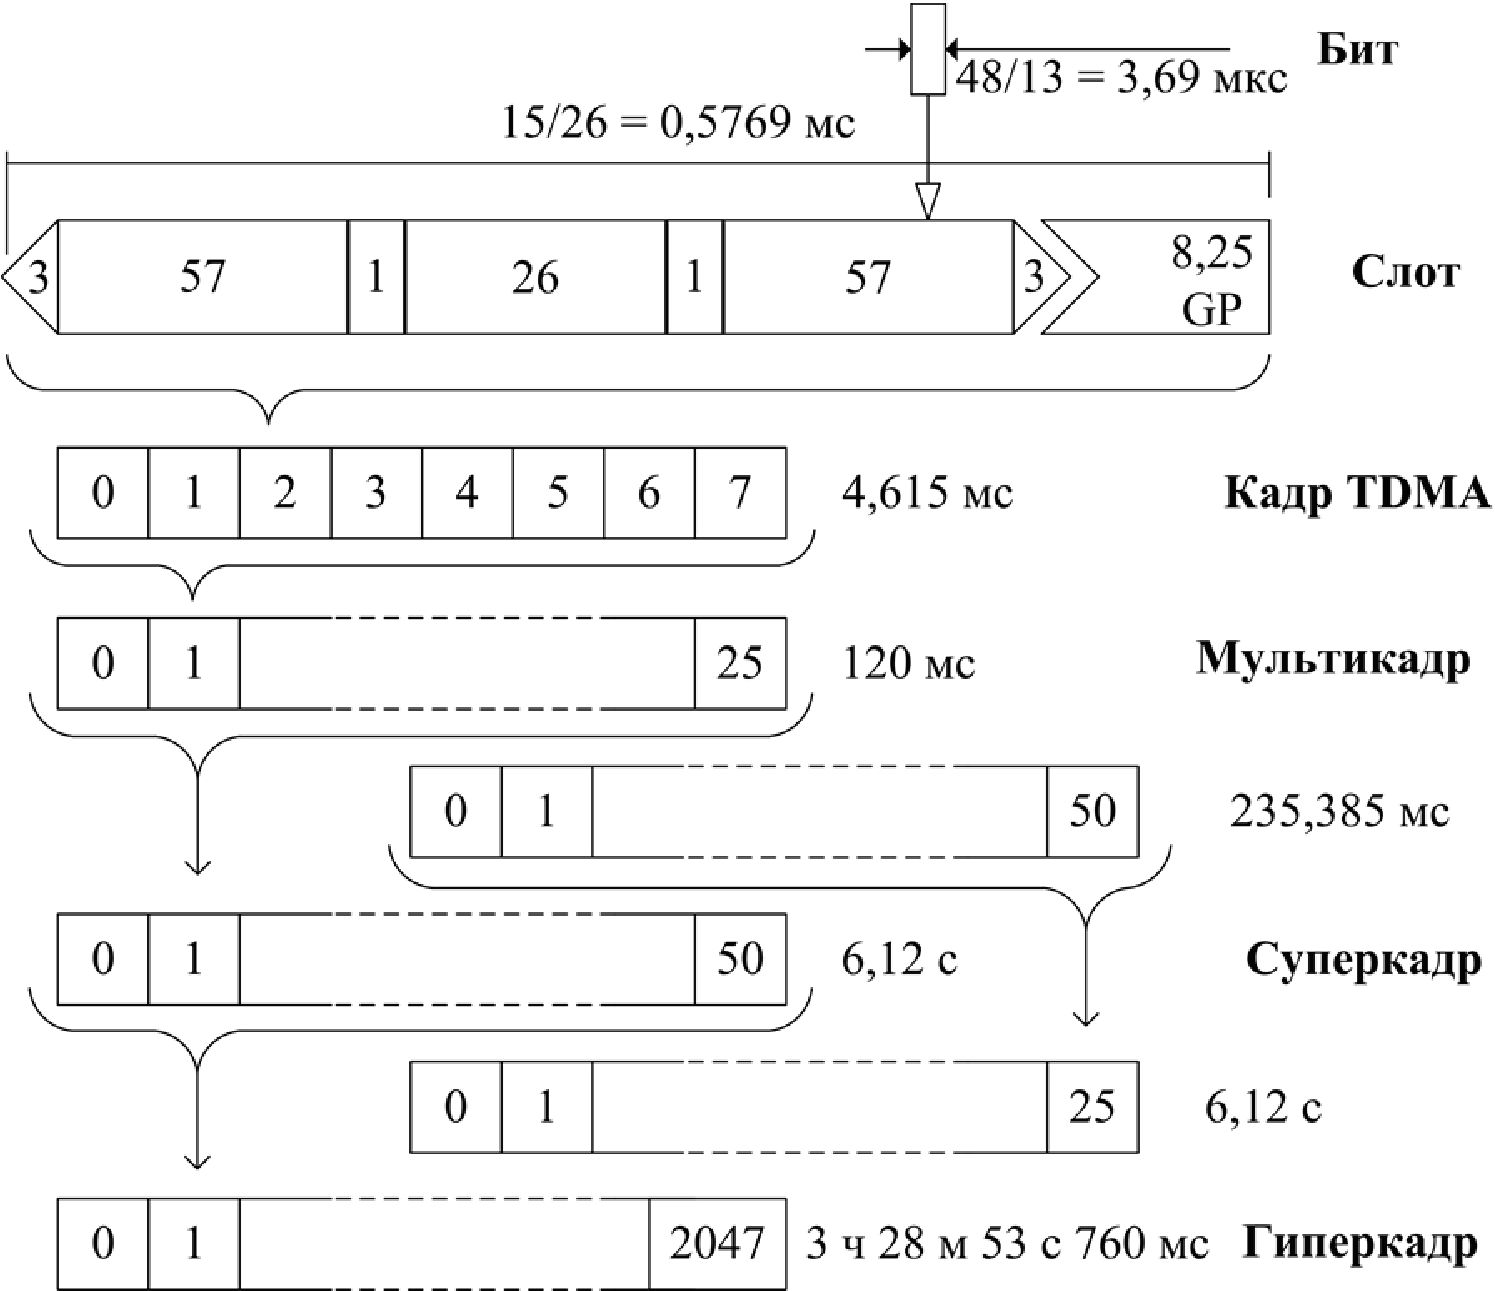 Бит
48/13 = 3,69 мкс
15/26 = 0,5769 мс
3 57 1 26 1 57 3 8,25 GP Слот
0 1 2 3 4 5 6 7 4,615 мс Кадр TDMA
0 1 25 120 мс Мультикадр
0 1 50 235,385 мс
0 1 50 6,12 с Суперкадр
0 1 25 6,12 с
0 1 2047 3 ч 28 м 53 с 760 мс Гиперкадр